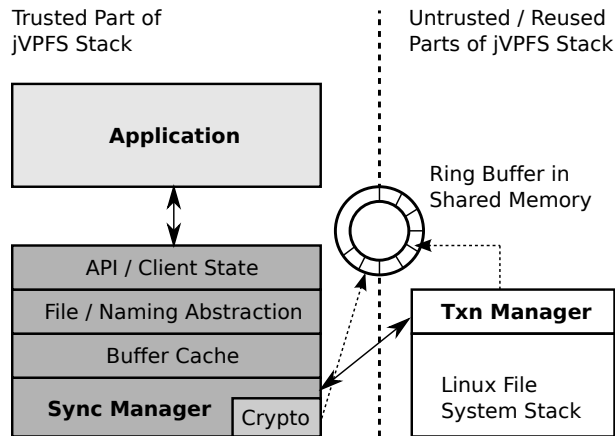 Trusted Part of
jVPFS Stack
Untrusted / Reused
Parts of jVPFS Stack
Application
Ring Buffer in
Shared Memory
API / Client State
File / Naming Abstraction
Buffer Cache
Sync Manager
Crypto
Txn Manager
Linux File
System Stack